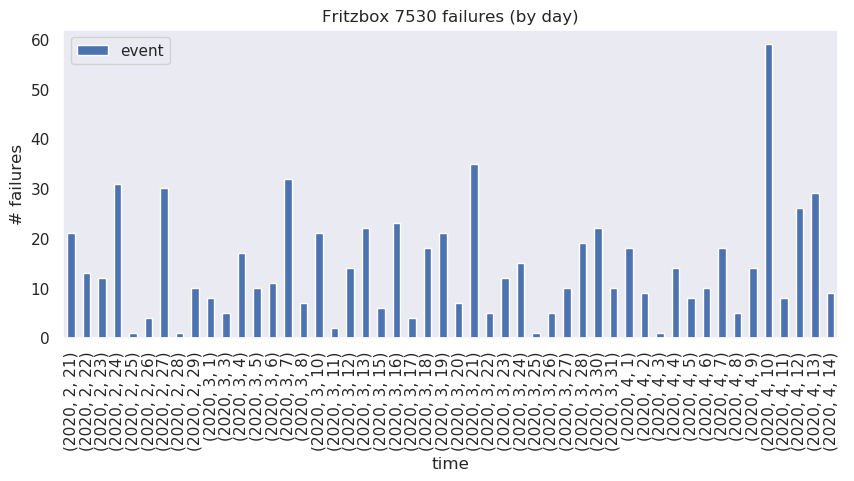 Fritzbox 7530 failures (by day)
event
# failures
60
50
40
30
20
10
0
(2020, 2, 21)
(2020, 2, 22)
(2020, 2, 23)
(2020, 2, 24)
(2020, 2, 25)
(2020, 2, 26)
(2020, 2, 27)
(2020, 2, 28)
(2020, 2, 29)
(2020, 3, 1)
(2020, 3, 3)
(2020, 3, 4)
(2020, 3, 5)
(2020, 3, 6)
(2020, 3, 7)
(2020, 3, 8)
(2020, 3, 10)
(2020, 3, 11)
(2020, 3, 12)
(2020, 3, 13)
(2020, 3, 15)
(2020, 3, 16)
(2020, 3, 17)
(2020, 3, 18)
(2020, 3, 19)
(2020, 3, 20)
(2020, 3, 21)
(2020, 3, 22)
(2020, 3, 23)
(2020, 3, 24)
(2020, 3, 25)
(2020, 3, 26)
(2020, 3, 27)
(2020, 3, 28)
(2020, 3, 30)
(2020, 3, 31)
(2020, 4, 1)
(2020, 4, 2)
(2020, 4, 3)
(2020, 4, 4)
(2020, 4, 5)
(2020, 4, 6)
(2020, 4, 7)
(2020, 4, 8)
(2020, 4, 9)
(2020, 4, 10)
(2020, 4, 11)
(2020, 4, 12)
(2020, 4, 13)
(2020, 4, 14)
time